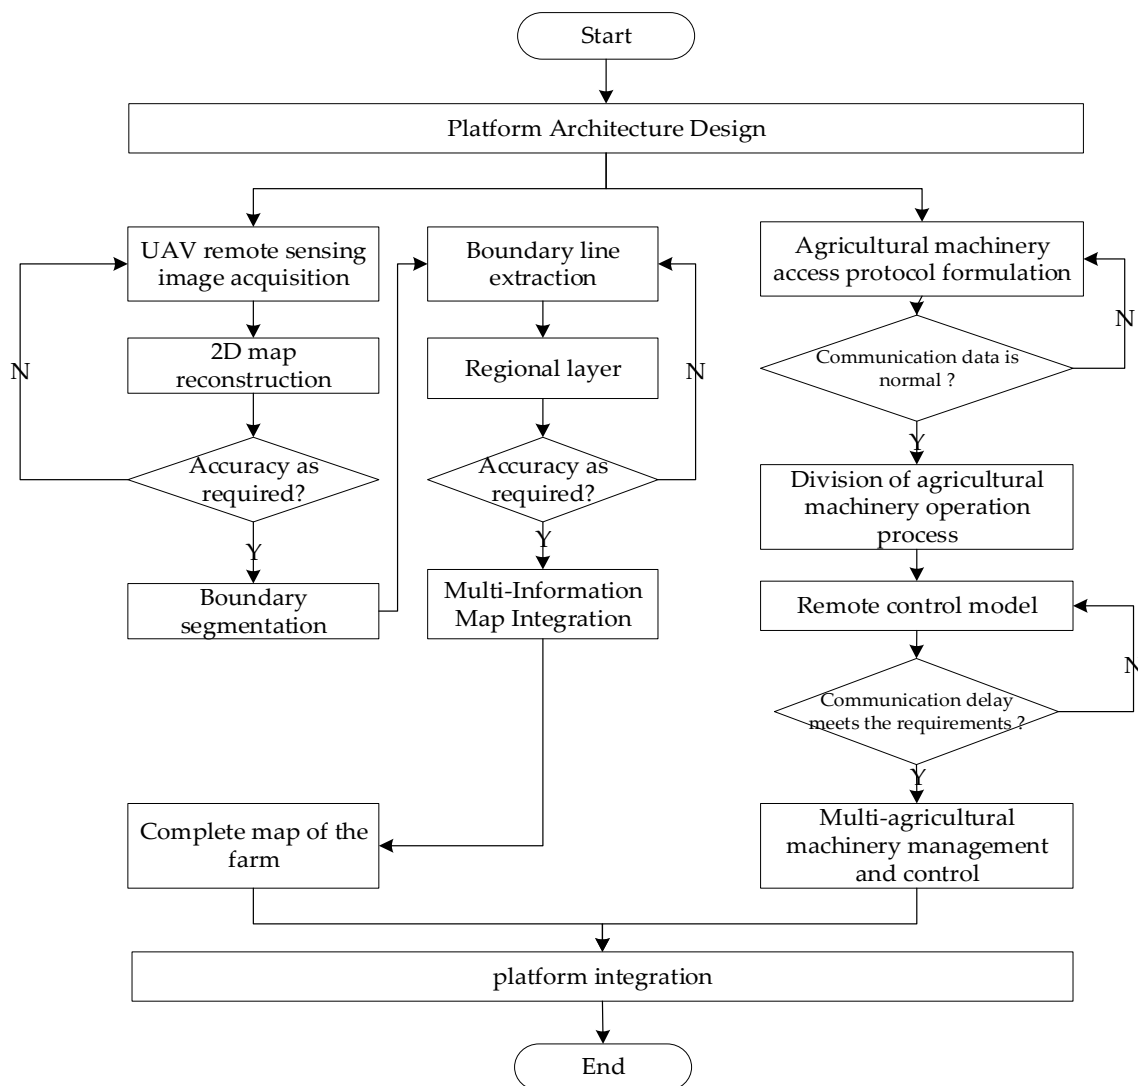 Start
Platform Architecture Design
UAV remote sensing
image acquisition
2D map
reconstruction
N
Accuracy as
required?
Y
Boundary
segmentation
Boundary line
extraction
Regional layer
N
Accuracy as
required?
Y
Multi-Information
Map Integration
Complete map of the
farm
Agricultural machinery
access protocol formulation
N
Communication data is
normal ?
Y
Division of agricultural
machinery operation
process
Remote control model
N
Communication delay
meets the requirements ?
Y
Multi-agricultural
machinery management
and control
platform integration
End